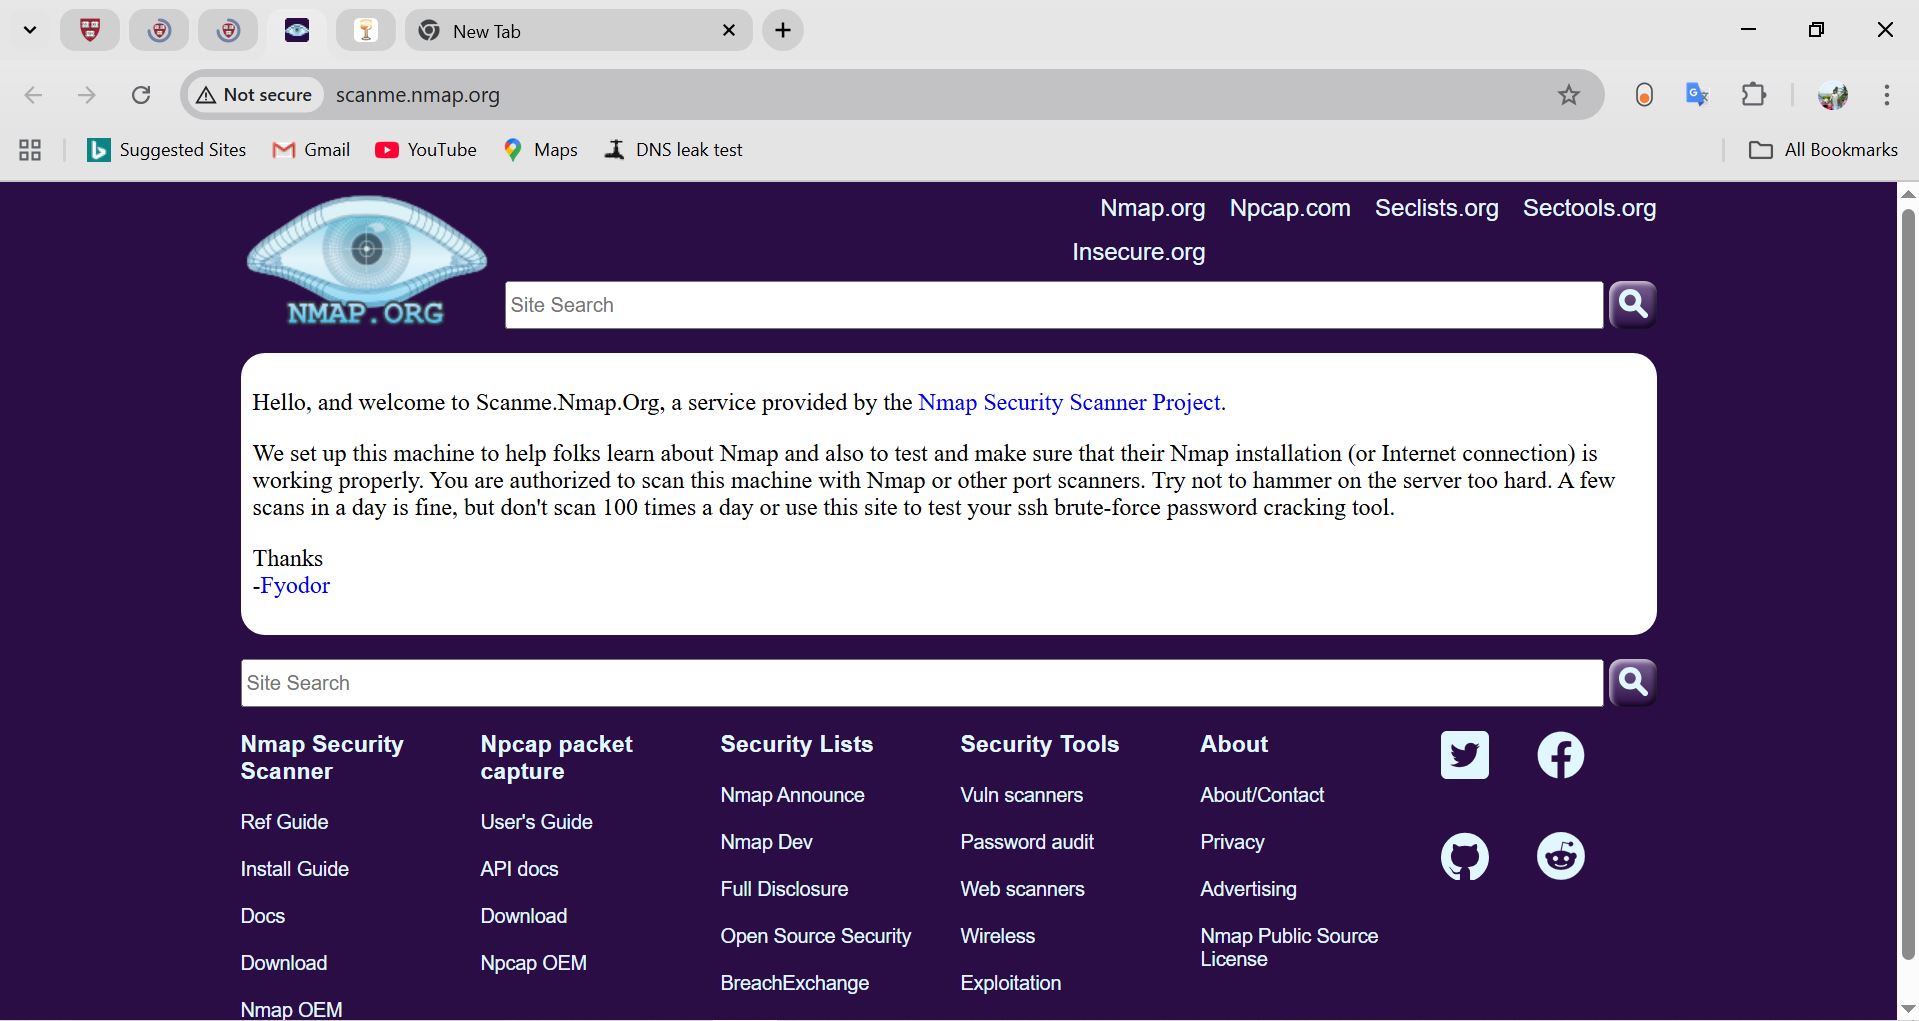 New Tab
Not secure
scanme.nmap.org
Suggested Sites
Gmail
YouTube
Maps
DNS leak test
All Bookmarks
NMAP.ORG
Nmap.org Npcap.com Seclists.org Sectools.org
Insecure.org
Site Search
Hello, and welcome to Scanme.Nmap.Org, a service provided by the Nmap Security Scanner Project.
We set up this machine to help folks learn about Nmap and also to test and make sure that their Nmap installation (or Internet connection) is
working properly. You are authorized to scan this machine with Nmap or other port scanners. Try not to hammer on the server too hard. A few
scans in a day is fine, but don't scan 100 times a day or use this site to test your ssh brute-force password cracking tool.
Thanks
-Fyodor
Site Search
Nmap Security
Scanner
Ref Guide
Install Guide
Docs
Download
Nmap OEM
Npcap packet
capture
User's Guide
API docs
Download
Npcap OEM
Security Lists
Nmap Announce
Nmap Dev
Full Disclosure
Open Source Security
BreachExchange
Security Tools
Vuln scanners
Password audit
Web scanners
Wireless
Exploitation
About
About/Contact
Privacy
Advertising
Nmap Public Source
License